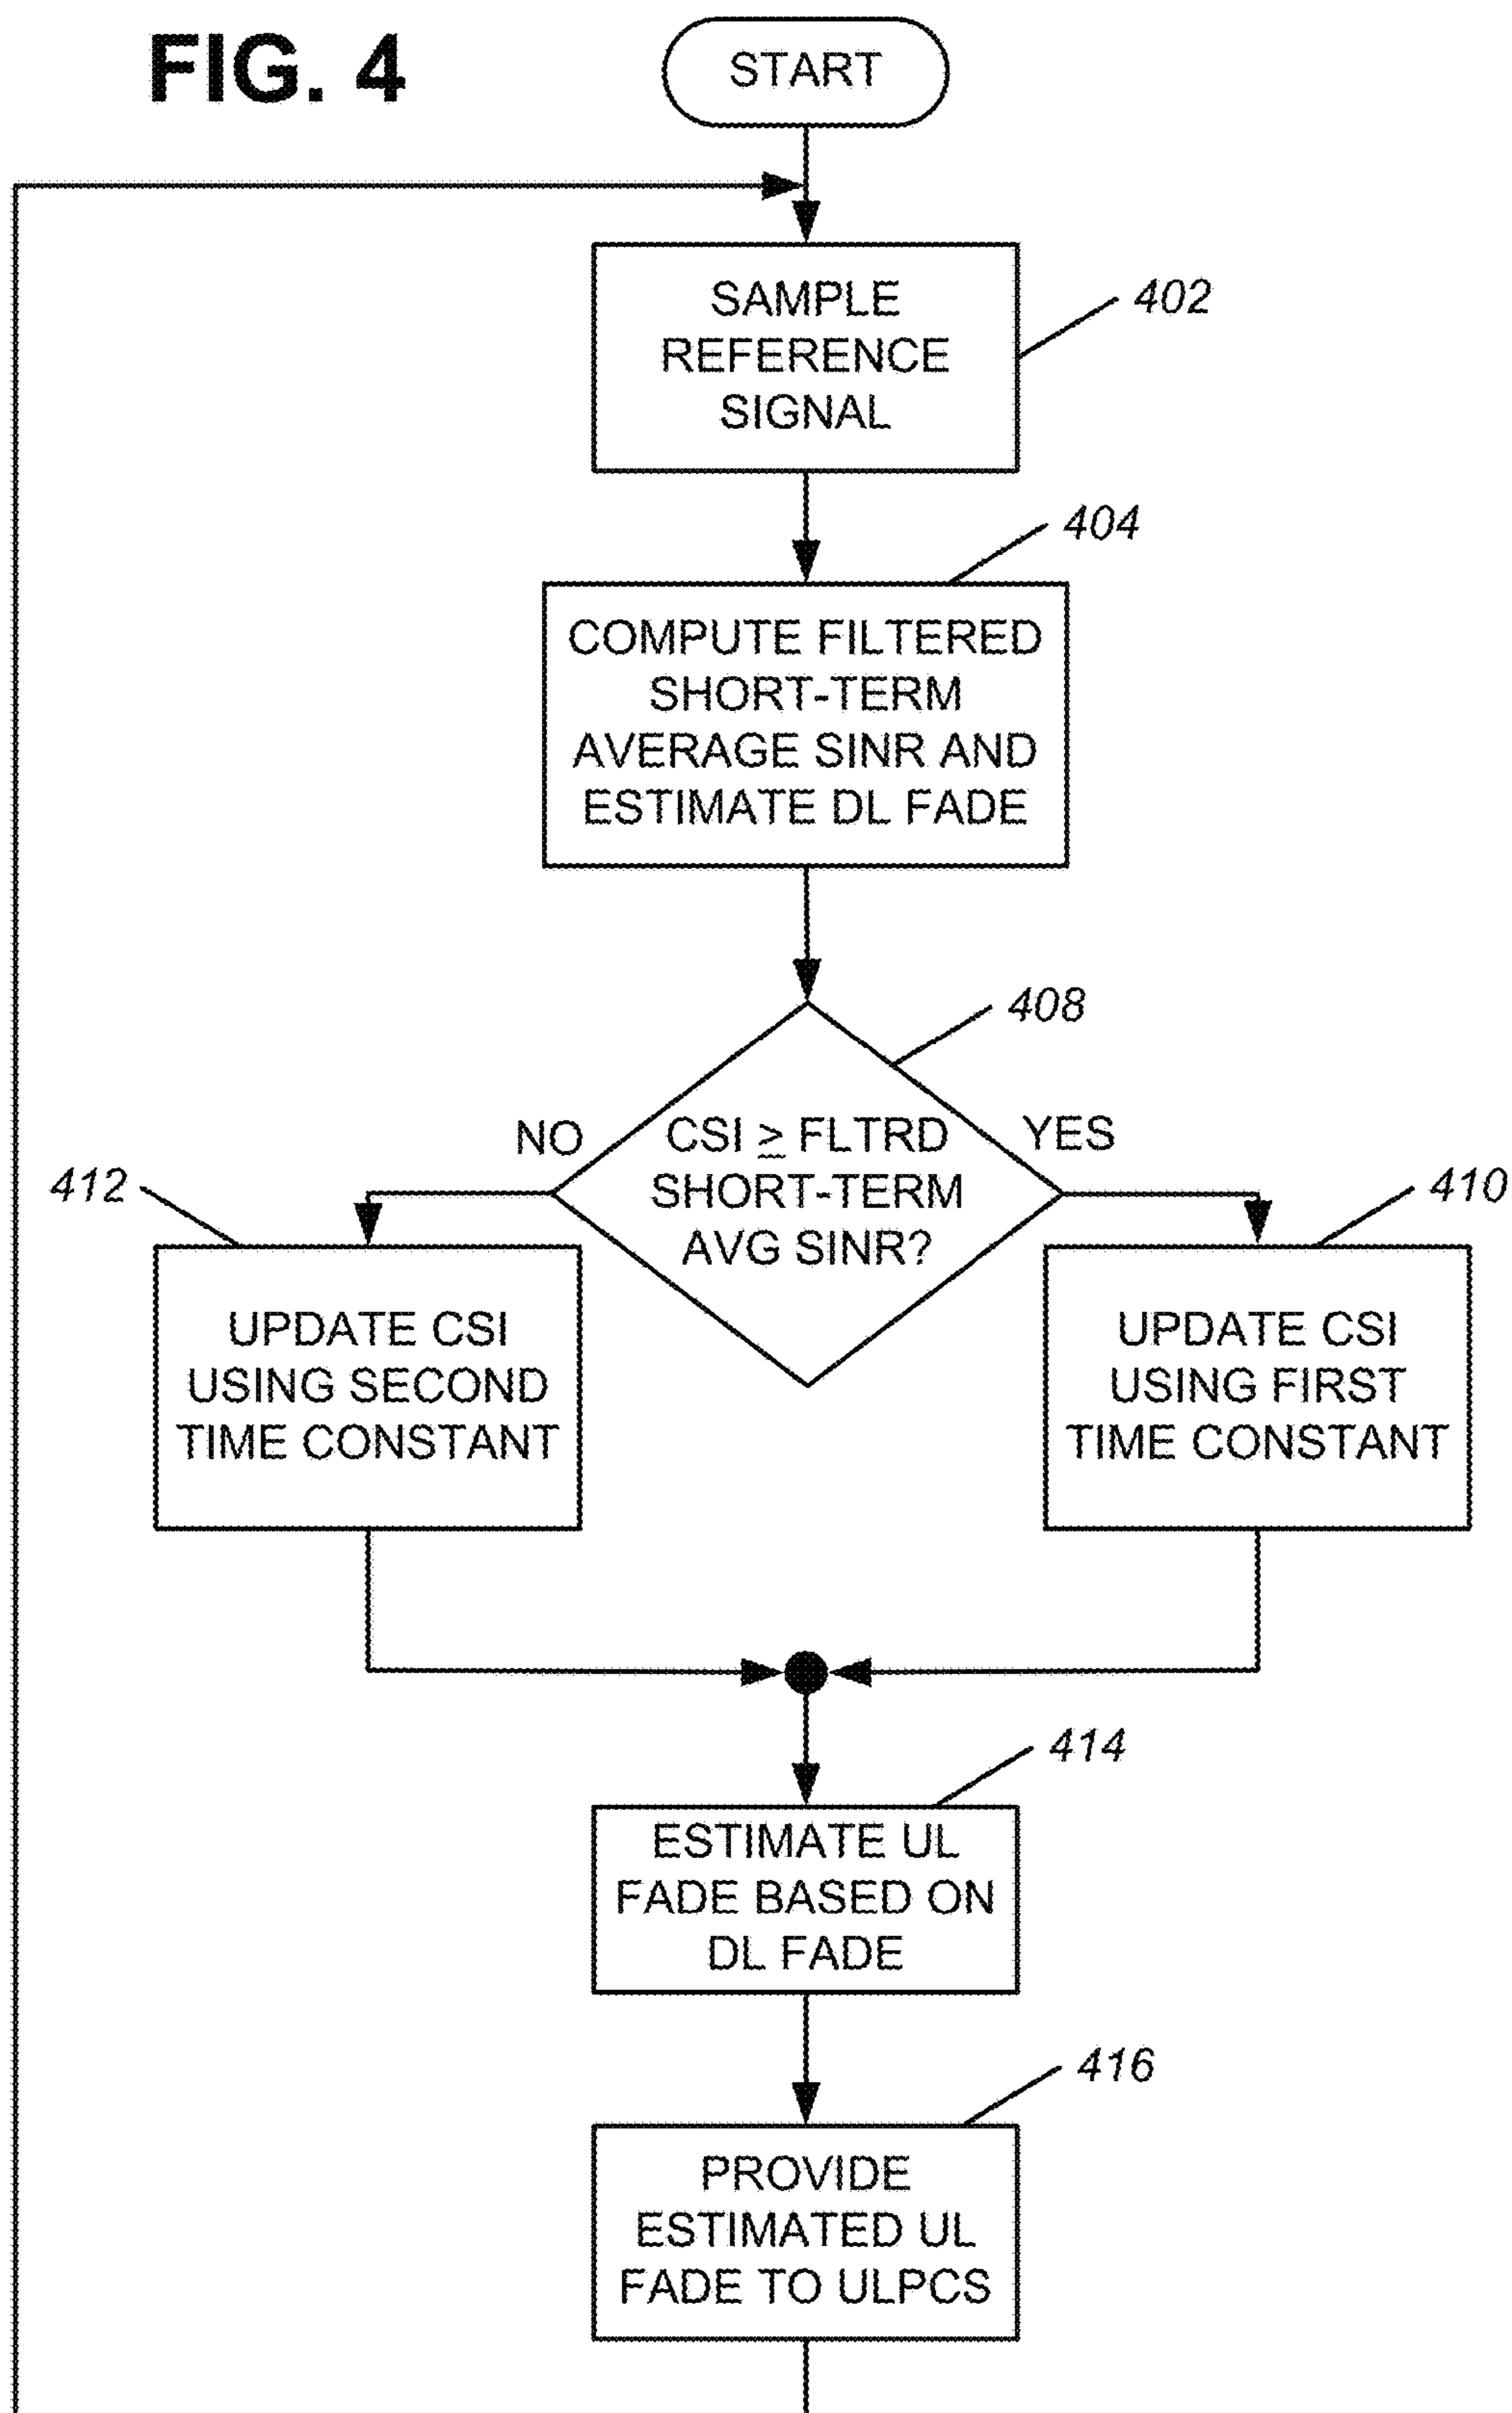 FIG. 4
START
SAMPLE
REFERENCE
SIGNAL
402
404
COMPUTE FILTERED
SHORT-TERM
AVERAGE SINR AND
ESTIMATE DL FADE
408
NO
CSI ≥ FLTRD
SHORT-TERM
AVG SINR?
YES
412
410
UPDATE CSI
USING SECOND
TIME CONSTANT
UPDATE CSI
USING FIRST
TIME CONSTANT
414
ESTIMATE UL
FADE BASED ON
DL FADE
416
PROVIDE
ESTIMATED UL
FADE TO ULPCS